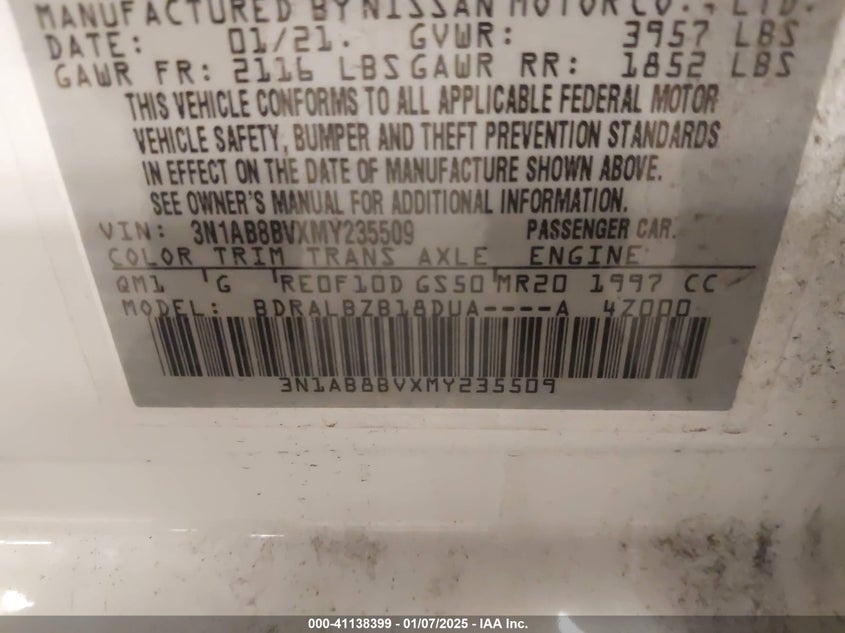 MANUFACTURED BY NISSAN MOTOR CO., LTD.
DATE: 01/21. GVWR: 3957 LBS
GAWR FR: 2116 LBS GAWR RR: 1852 LBS
THIS VEHICLE CONFORMS TO ALL APPLICABLE FEDERAL MOTOR
VEHICLE SAFETY, BUMPER AND THEFT PREVENTION STANDARDS
IN EFFECT ON THE DATE OF MANUFACTURE SHOWN ABOVE.
SEE OWNER'S MANUAL FOR ADDITIONAL INFORMATION.
VIN: 3N1AB8BVXMY235509 PASSENGER CAR.
COLOR TRIM TRANS AXLE ENGINE
QM1 G RE0F10D GS50 MR20 1997 CC
MODEL: BDRALBZB18DUA----A 4Z000
3N1AB8BVXMY235509
000-41138399 - 01/07/2025 - IAA Inc.